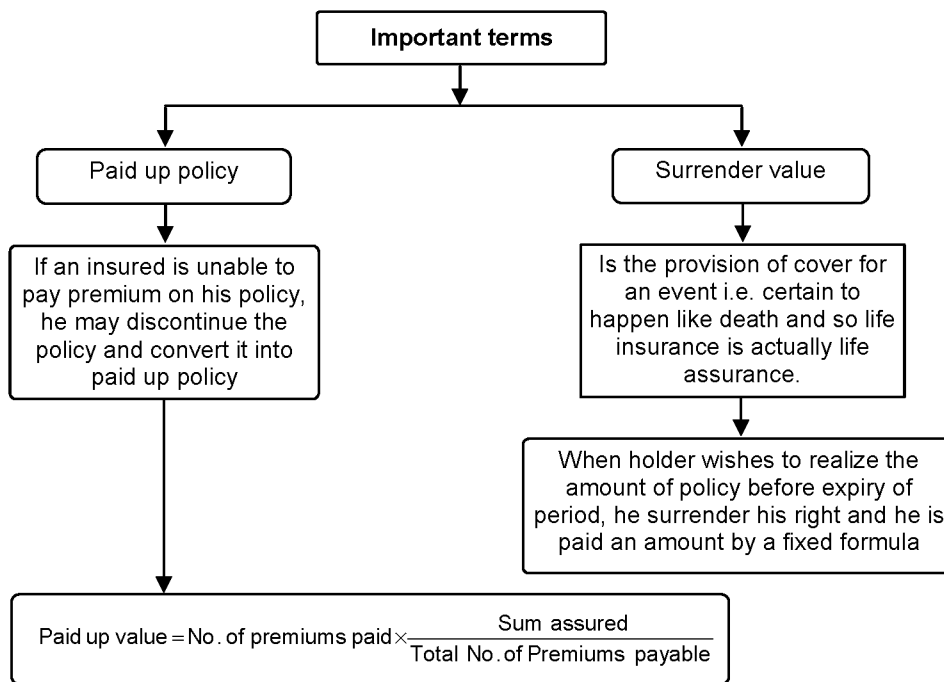 Important terms
Paid up policy
If an insured is unable to
pay premium on his policy,
he may discontinue the
policy and convert it into
paid up policy
Surrender value
Is the provision of cover for
an event i.e. certain to
happen like death and so life
insurance is actually life
assurance.
When holder wishes to realize the
amount of policy before expiry of
period, he surrender his right and he is
paid an amount by a fixed formula
Paid up value = No. of premiums paid × Sum assured / Total No. of Premiums payable